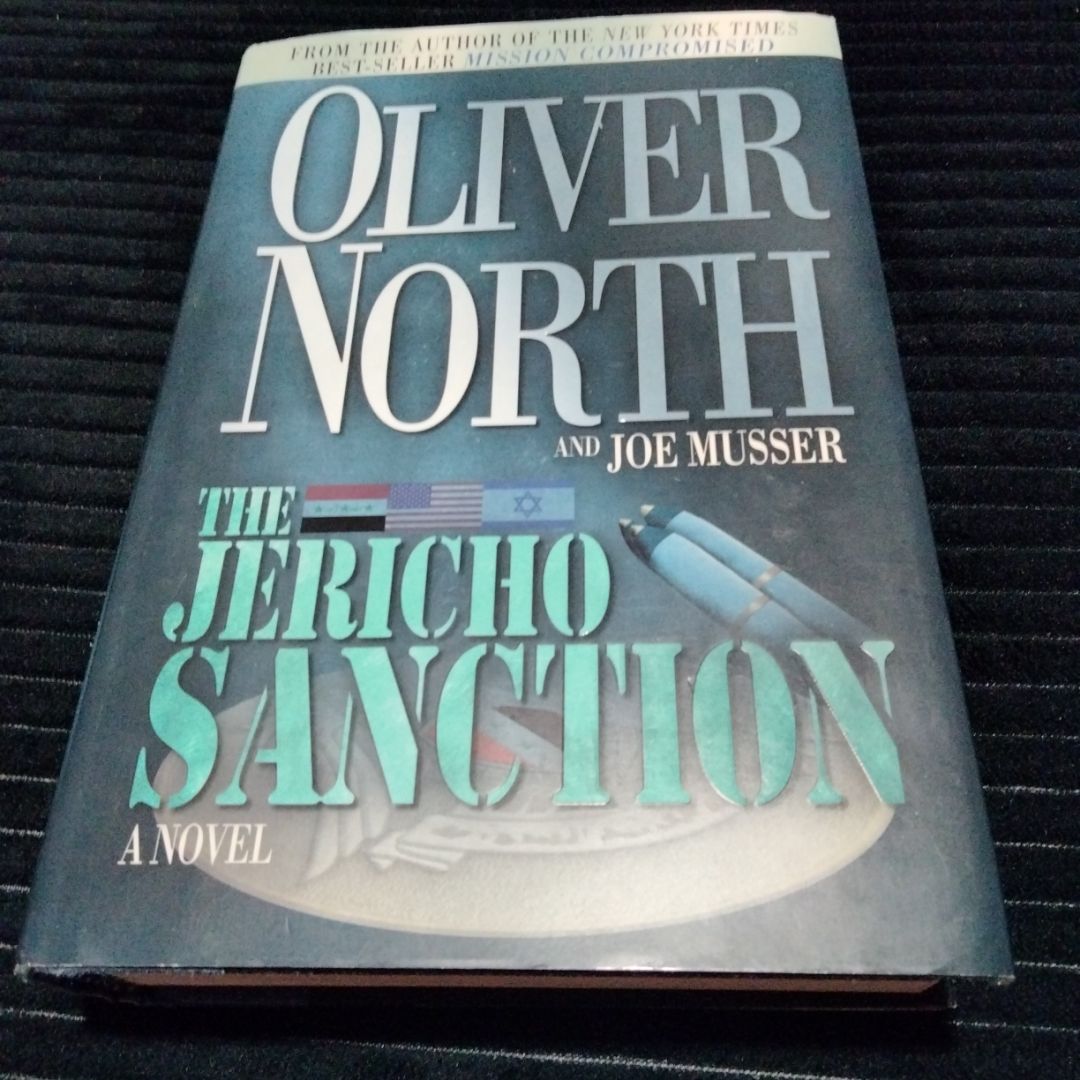 FROM THE AUTHOR OF THE NEW YORK TIMES
BEST-SELLER MISSION COMPROMISED
OLIVER
NORTH
AND JOE MUSSER
THE
JERICHO
SANCTION
A NOVEL